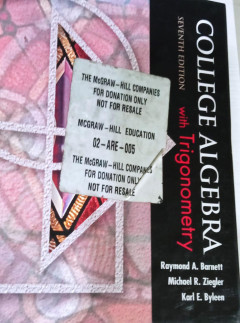 COLLEGE ALGEBRA
SEVENTH EDITION
with Trigonometry
THE McGRAW-HILL COMPANIES
FOR DONATION ONLY
NOT FOR RESALE
MCGRAW-HILL EDUCATION
02-ARE-005
THE McGRAW-HILL COMPANIES
FOR DONATION ONLY
NOT FOR RESALE
Raymond A. Barnett
Michael R. Ziegler
Karl E. Byleen